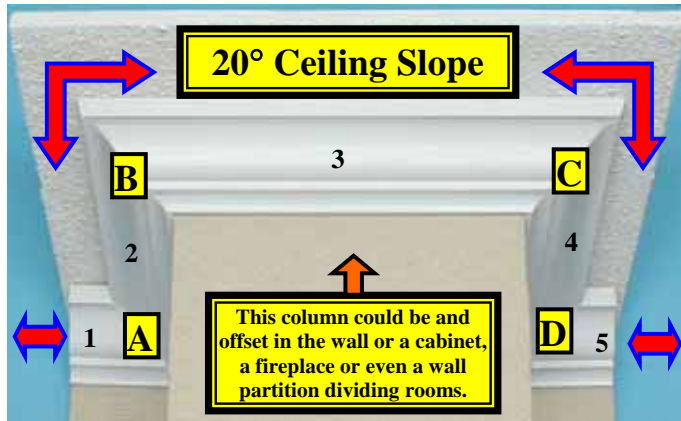 20° Ceiling Slope
3
B
C
2
4
This column could be and
offset in the wall or a cabinet,
a fireplace or even a wall
partition dividing rooms.
1
A
D
5